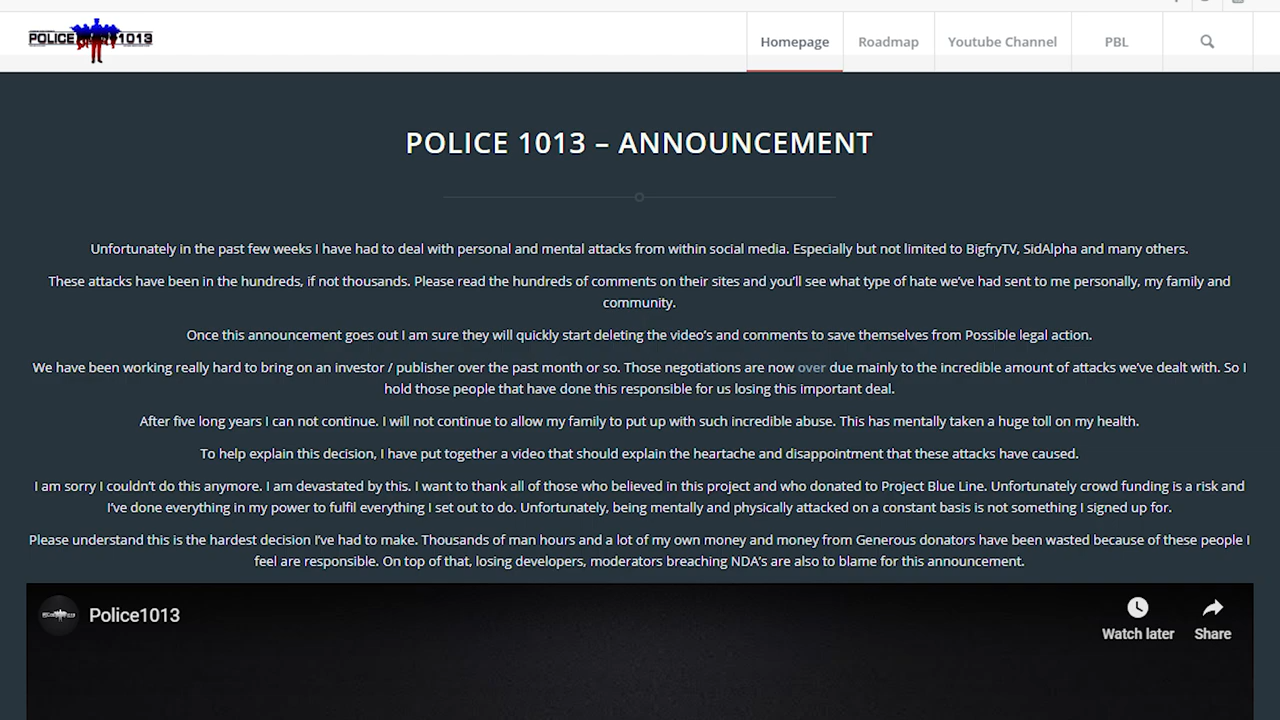 POLICE 1013
Homepage
Roadmap
Youtube Channel
PBL
POLICE 1013 – ANNOUNCEMENT
Unfortunately in the past few weeks I have had to deal with personal and mental attacks from within social media. Especially but not limited to BigfryTV, SidAlpha and many others.
These attacks have been in the hundreds, if not thousands. Please read the hundreds of comments on their sites and you’ll see what type of hate we’ve had sent to me personally, my family and
community.
Once this announcement goes out I am sure they will quickly start deleting the video’s and comments to save themselves from Possible legal action.
We have been working really hard to bring on an investor / publisher over the past month or so. Those negotiations are now over due mainly to the incredible amount of attacks we’ve dealt with. So I
hold those people that have done this responsible for us losing this important deal.
After five long years I can not continue. I will not continue to allow my family to put up with such incredible abuse. This has mentally taken a huge toll on my health.
To help explain this decision, I have put together a video that should explain the heartache and disappointment that these attacks have caused.
I am sorry I couldn’t do this anymore. I am devastated by this. I want to thank all of those who believed in this project and who donated to Project Blue Line. Unfortunately crowd funding is a risk and
I’ve done everything in my power to fulfil everything I set out to do. Unfortunately, being mentally and physically attacked on a constant basis is not something I signed up for.
Please understand this is the hardest decision I’ve had to make. Thousands of man hours and a lot of my own money and money from Generous donators have been wasted because of these people I
feel are responsible. On top of that, losing developers, moderators breaching NDA’s are also to blame for this announcement.
Police1013
Watch later
Share